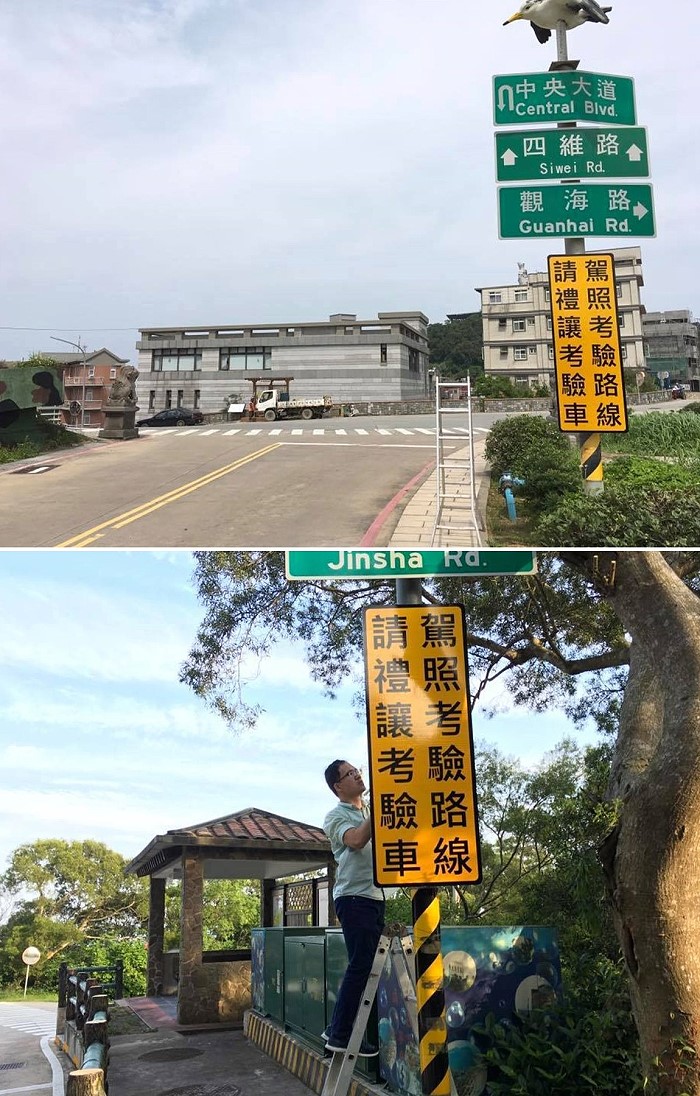 中央大道
Central Blvd.
四維路
Siwei Rd.
觀海路
Guanhai Rd.
駕照考驗路線
請禮讓考驗車
Jinsha Rd.
駕照考驗路線
請禮讓考驗車